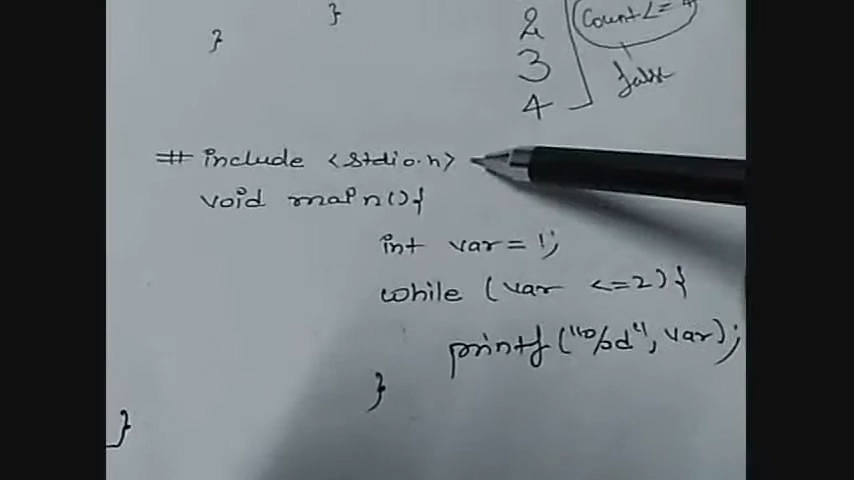 }
}
2
3
4
Count <= 4
false
# include <stdio.h>
void main(){
int var = 1;
while (var <=2){
printf("%d", var);
}
}